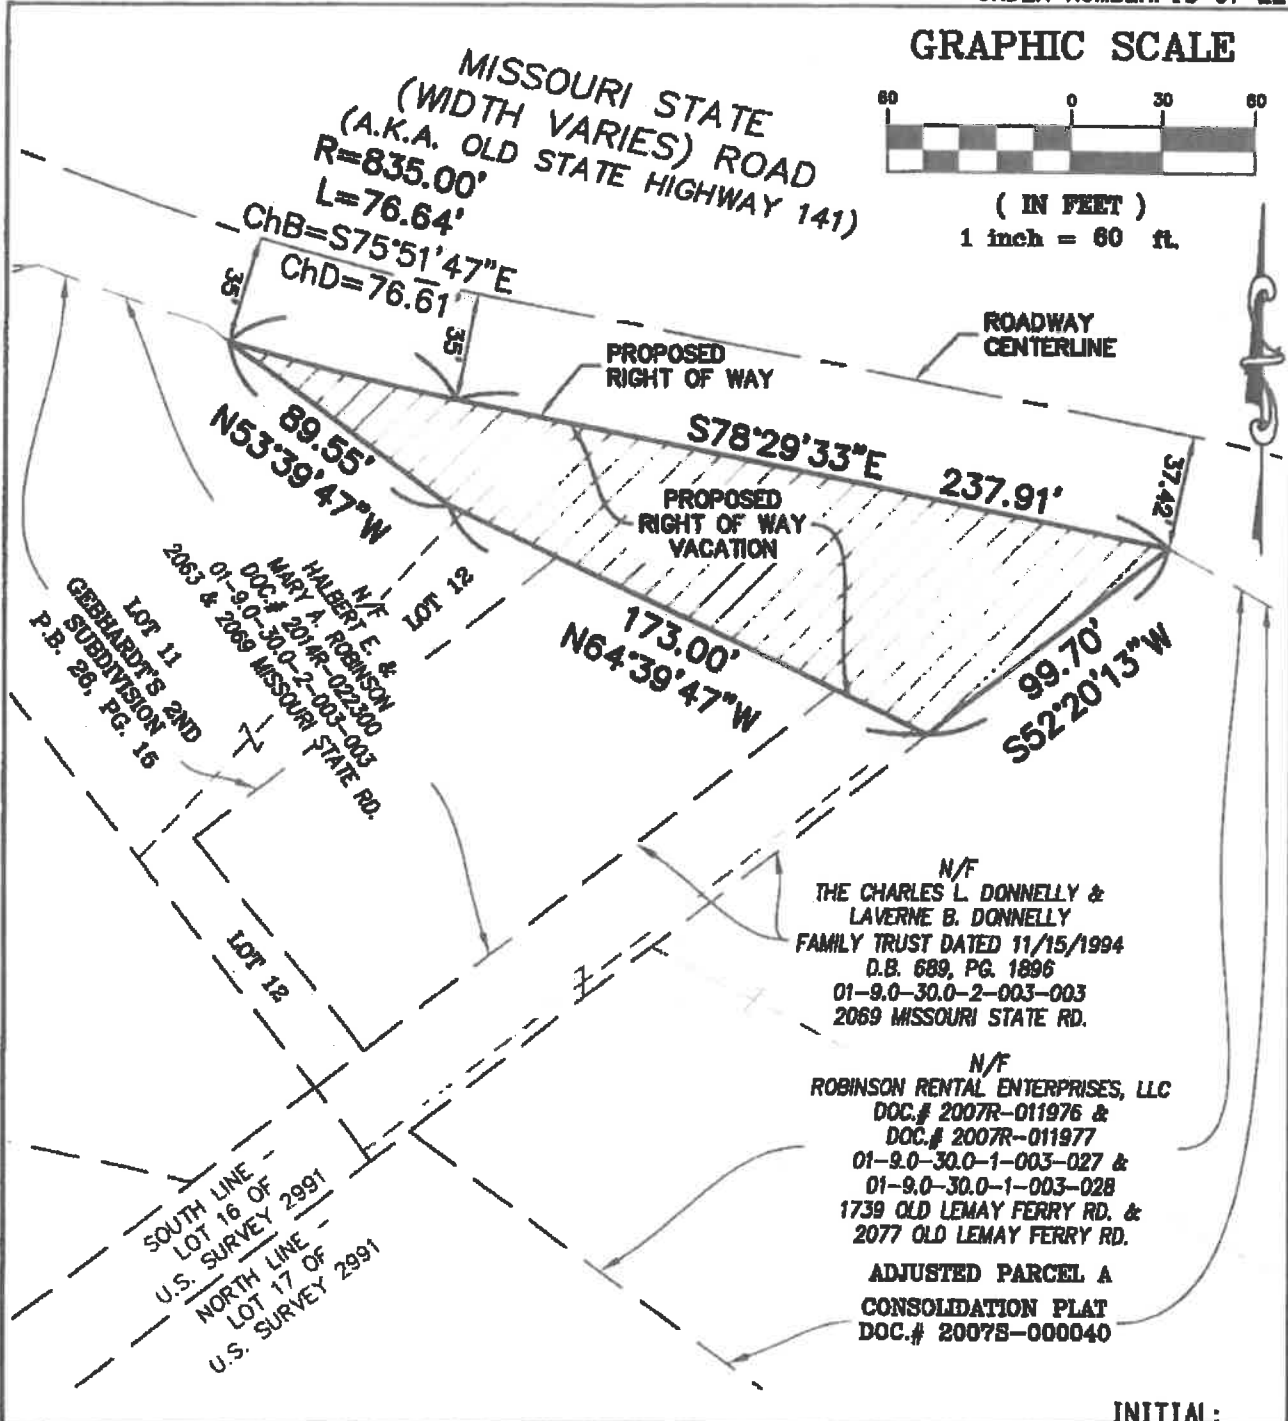 GRAPHIC SCALE
60 0 30 60
( IN FEET )
1 inch = 60 ft.
MISSOURI STATE
(WIDTH VARIES) ROAD
(A.K.A. OLD STATE HIGHWAY 141)
R=835.00'
L=76.64'
ChB=S75°51'47"E
ChD=76.61'
35'
35'
ROADWAY
CENTERLINE
PROPOSED
RIGHT OF WAY
S78°29'33"E
237.91'
37.42'
89.55'
N53°39'47"W
PROPOSED
RIGHT OF WAY
VACATION
173.00'
N64°39'47"W
99.70'
S52°20'13"W
LOT 12
N/F
HALBERT E. &
MARY A. ROBINSON
DOC.# 2014R-022300
01-9.0-30.0-2-003-003
2063 & 2069 MISSOURI STATE RD.
LOT 11
GEBHARDT'S 2ND
SUBDIVISION
P.B. 26, PG. 15
LOT 12
N/F
THE CHARLES L. DONNELLY &
LAVERNE B. DONNELLY
FAMILY TRUST DATED 11/15/1994
D.B. 689, PG. 1896
01-9.0-30.0-2-003-003
2069 MISSOURI STATE RD.
N/F
ROBINSON RENTAL ENTERPRISES, LLC
DOC.# 2007R-011976 &
DOC.# 2007R-011977
01-9.0-30.0-1-003-027 &
01-9.0-30.0-1-003-028
1739 OLD LEMAY FERRY RD. &
2077 OLD LEMAY FERRY RD.
ADJUSTED PARCEL A
CONSOLIDATION PLAT
DOC.# 2007S-000040
SOUTH LINE
LOT 16 OF
U.S. SURVEY 2991
NORTH LINE
LOT 17 OF
U.S. SURVEY 2991
INITIAL: